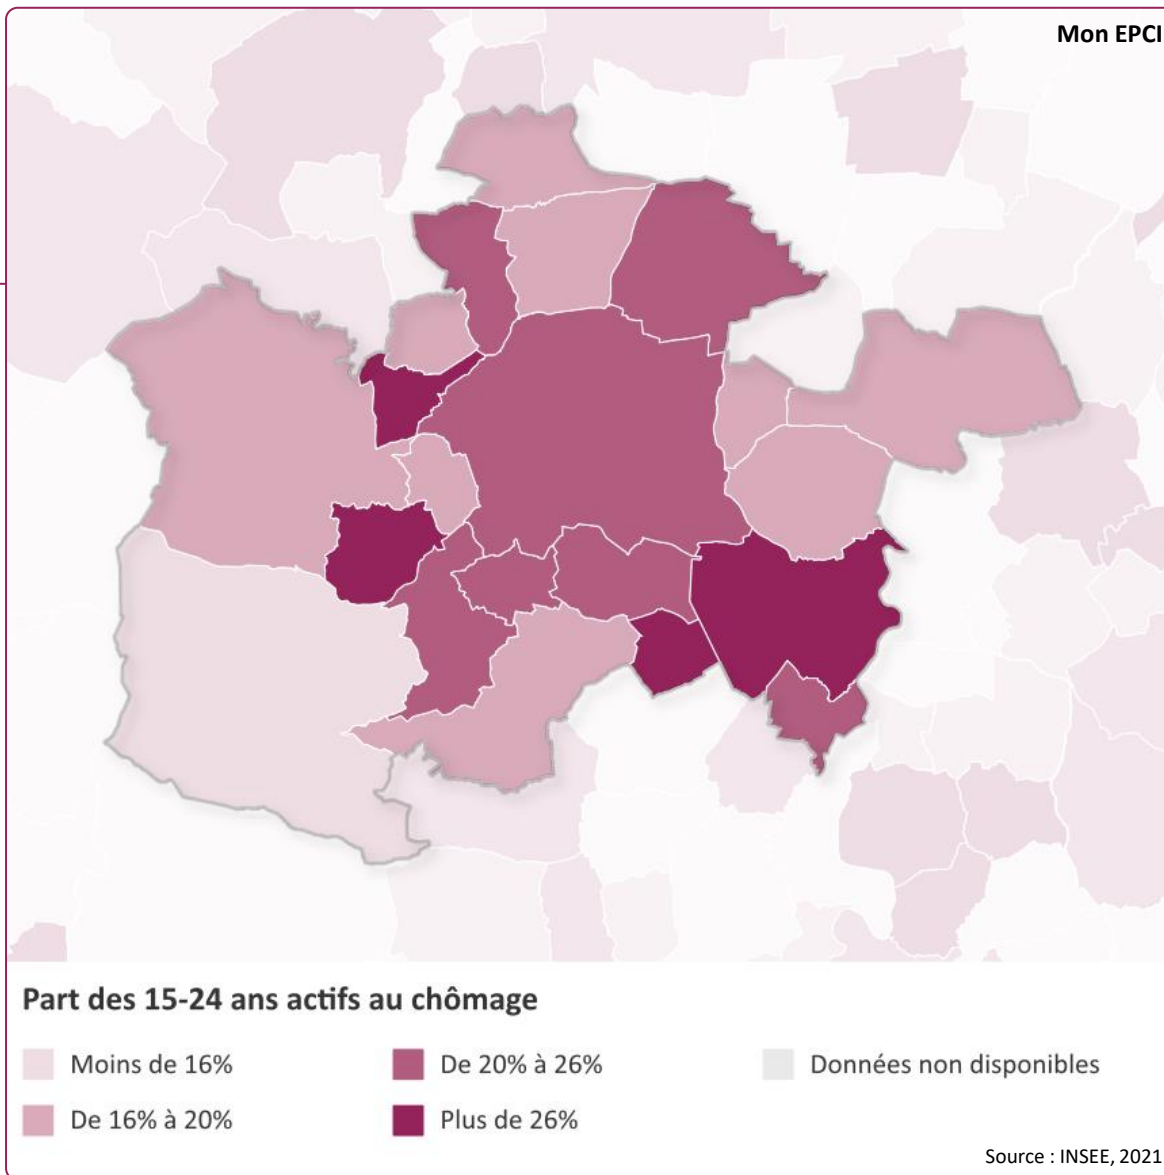 Mon EPCI
Part des 15-24 ans actifs au chômage
Moins de 16%
De 16% à 20%
De 20% à 26%
Plus de 26%
Données non disponibles
Source : INSEE, 2021